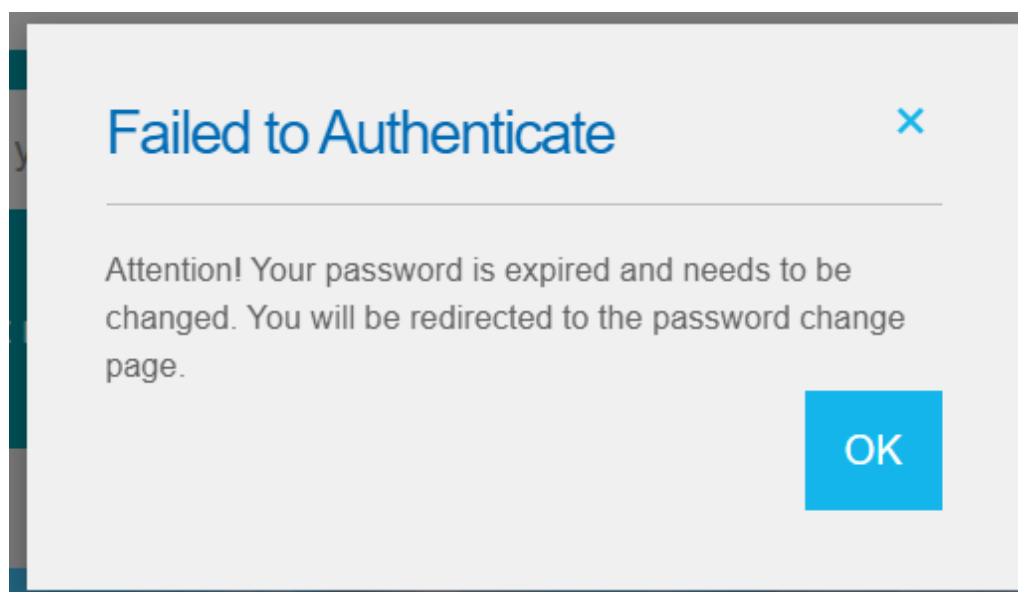 Failed to Authenticate
×
Attention! Your password is expired and needs to be
changed. You will be redirected to the password change
page.
OK